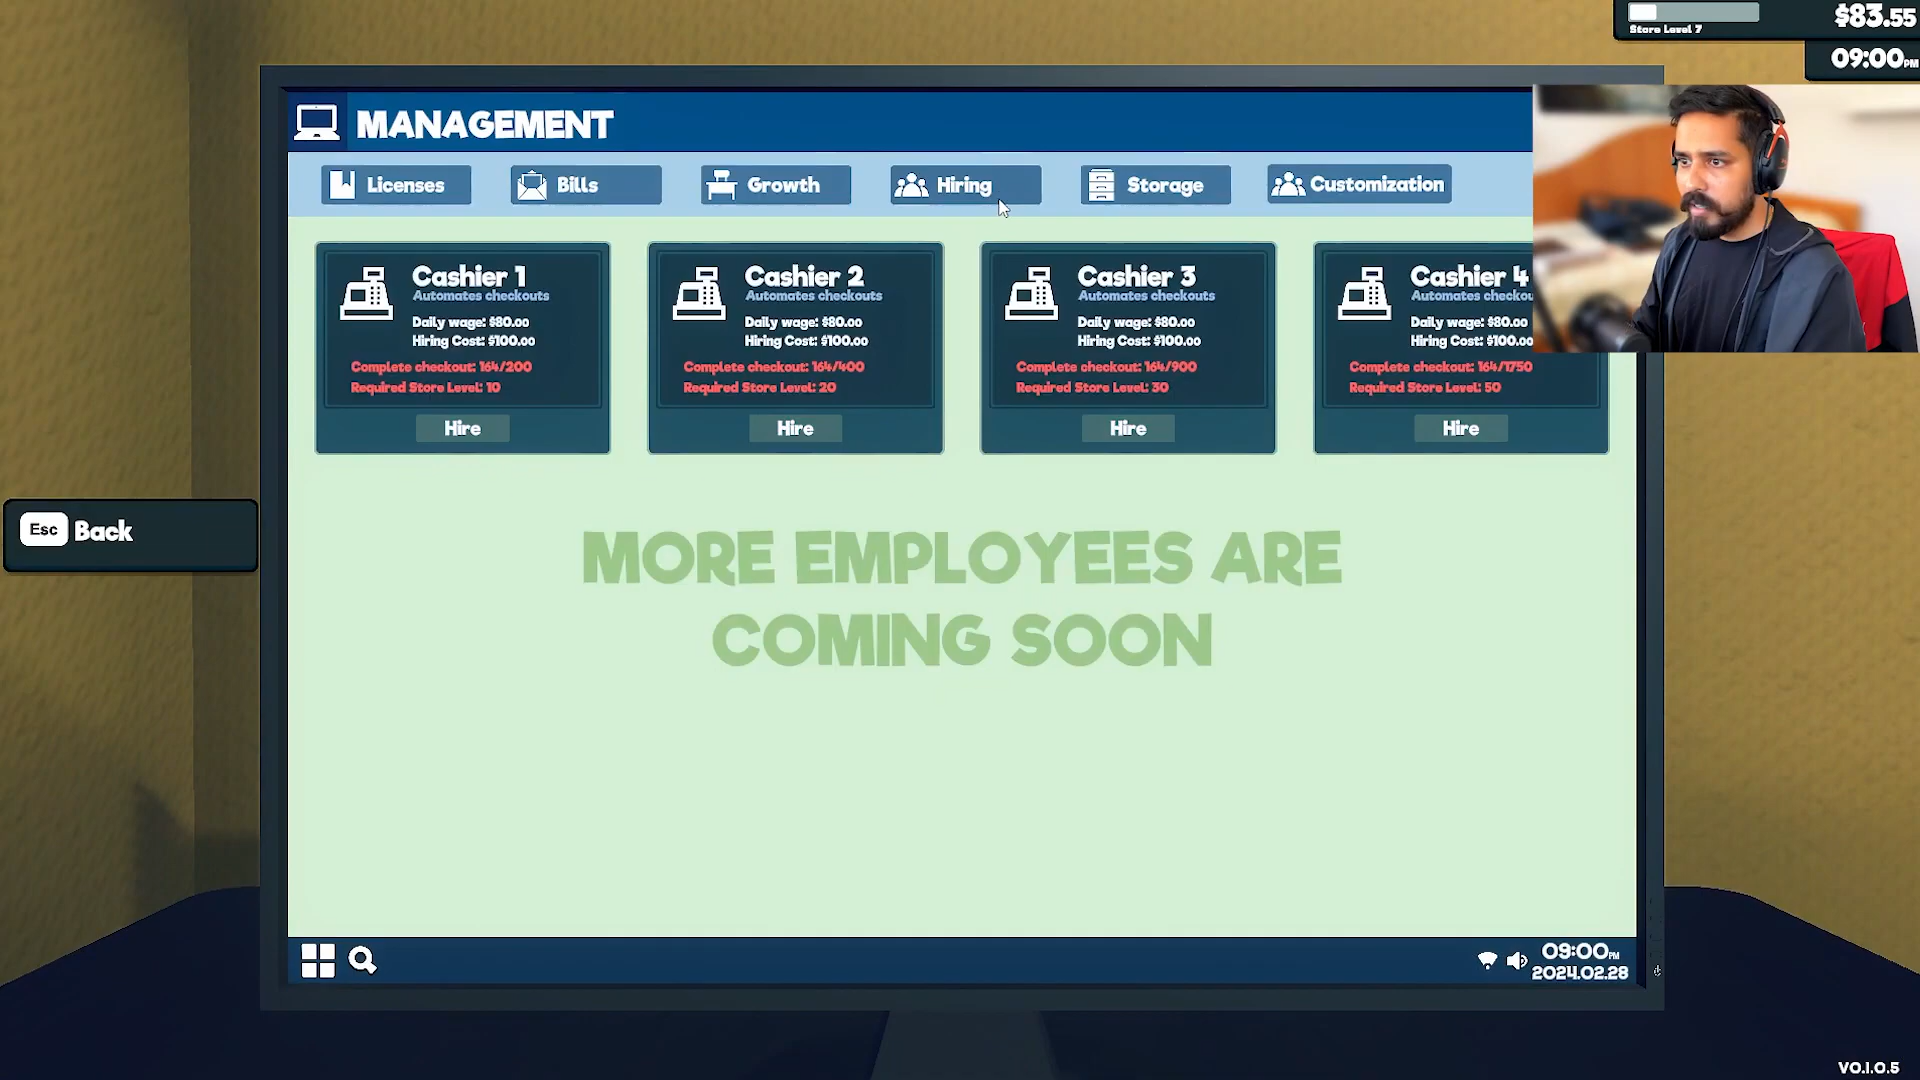 $83.55
Store Level 7
09:00PM
MANAGEMENT
Licenses
Bills
Growth
Hiring
Storage
Customization
Cashier 1
Automates checkouts
Daily wage: $80.00
Hiring Cost: $100.00
Complete checkout: 164/200
Required Store Level: 10
Hire
Cashier 2
Automates checkouts
Daily wage: $80.00
Hiring Cost: $100.00
Complete checkout: 164/400
Required Store Level: 20
Hire
Cashier 3
Automates checkouts
Daily wage: $80.00
Hiring Cost: $100.00
Complete checkout: 164/900
Required Store Level: 30
Hire
Cashier 4
Automates checkou
Daily wage: $80.00
Hiring Cost: $100.00
Complete checkout: 164/1750
Required Store Level: 50
Hire
Esc Back
MORE EMPLOYEES ARE
COMING SOON
09:00PM
2024.02.28
V0.1.0.5